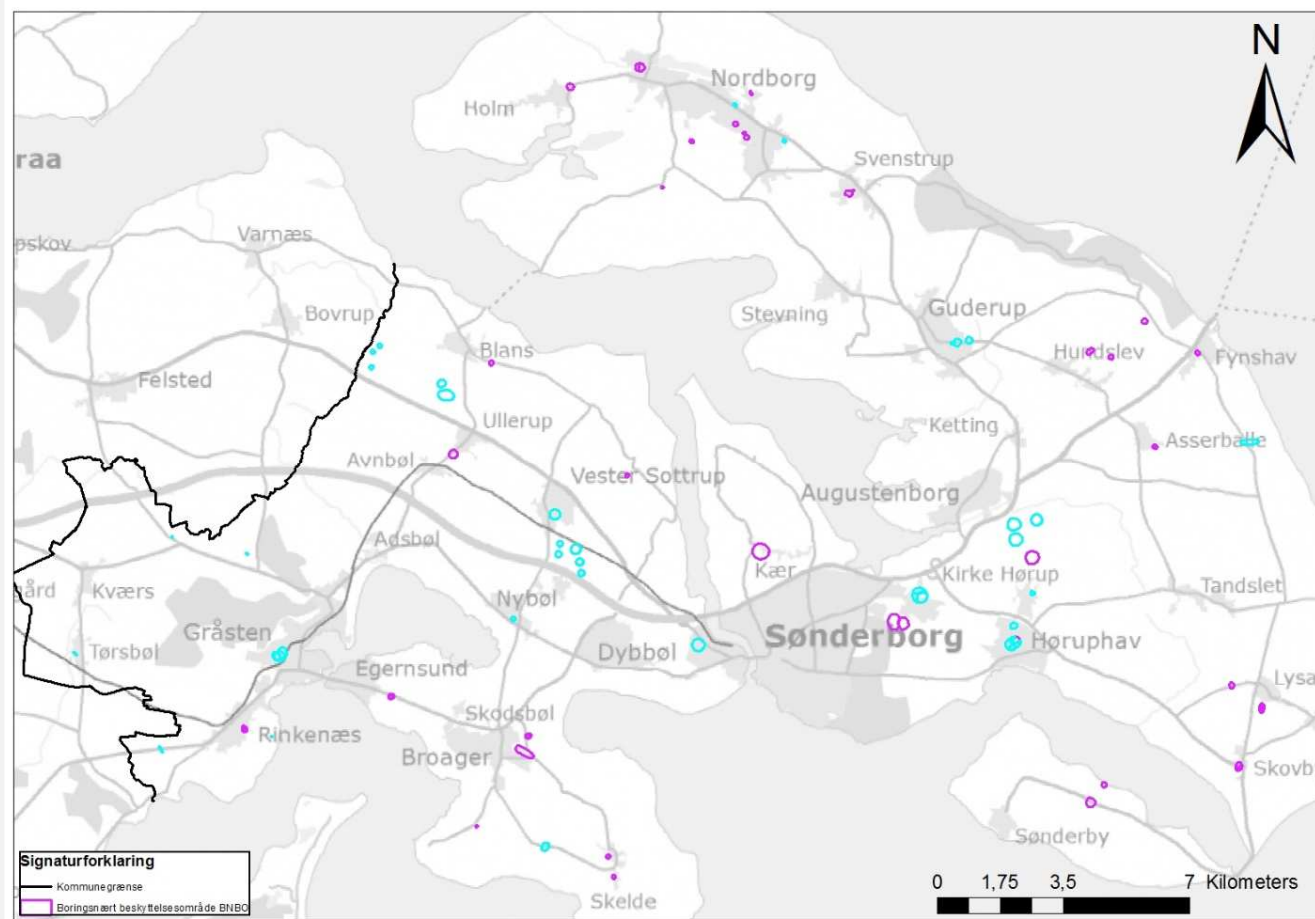 N
Nordborg
Holm
raa
Svenstrup
Varnæs
pskov
Stevning
Guderup
Bovrup
Blans
Hundslev
Fynshav
Felsted
Ullerup
Ketting
Asserballe
Avnbøl
Vester Sottrup
Augustenborg
Adsbøl
Kær
Kirke Hørup
gård
Kværs
Nybøl
Tandslet
Gråsten
Sønderborg
Tørsbøl
Dybbøl
Høruphav
Egernsund
Lysa
Skodsbøl
Rinkenæs
Broager
Skovb
Sønderby
Skelde
Signaturforklaring
Kommunegrænse
Boringsnært beskyttelsesområde BNBO
0 1,75 3,5 7 Kilometers